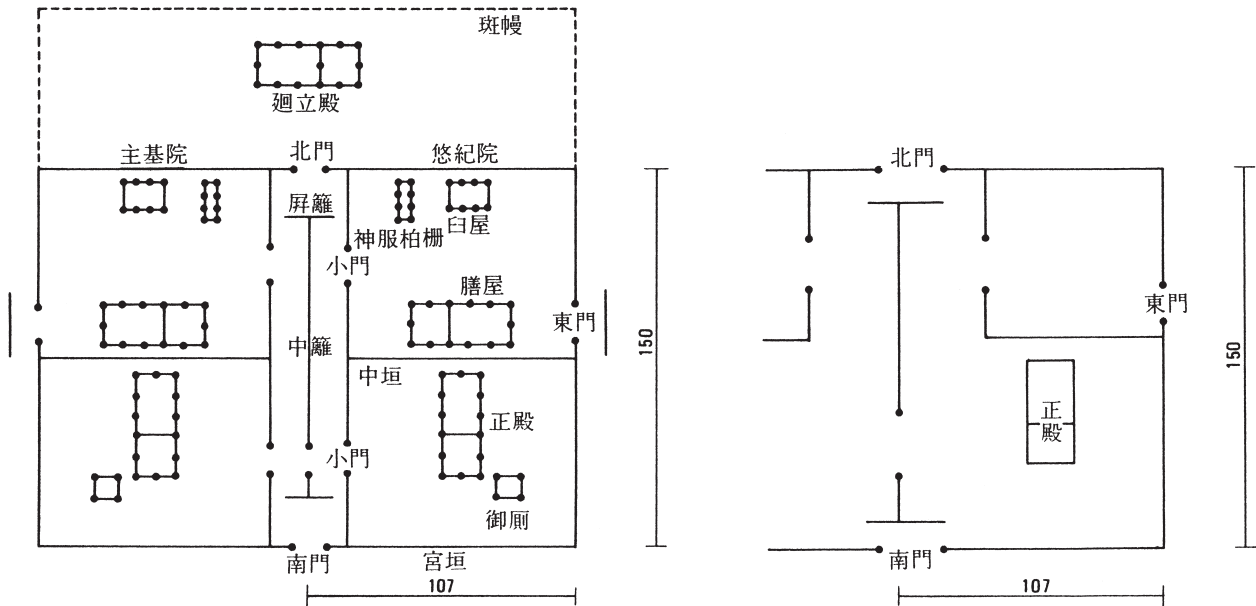 斑幔
廻立殿
主基院
北門
悠紀院
屛籬
神服柏棚
臼屋
小門
膳屋
東門
中籬
中垣
正殿
小門
御厠
南門
宮垣
107
150
北門
東門
正殿
南門
107
150